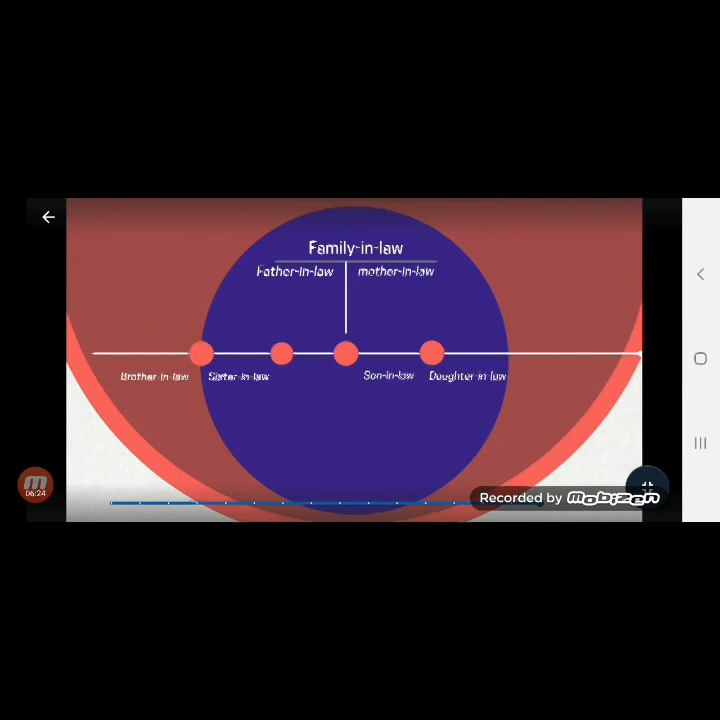 Family-in-law
Father-in-law mother-in-law
Brother-in-law Sister-in-law Son-in-law Daughter in law
Recorded by mobizen
06:24